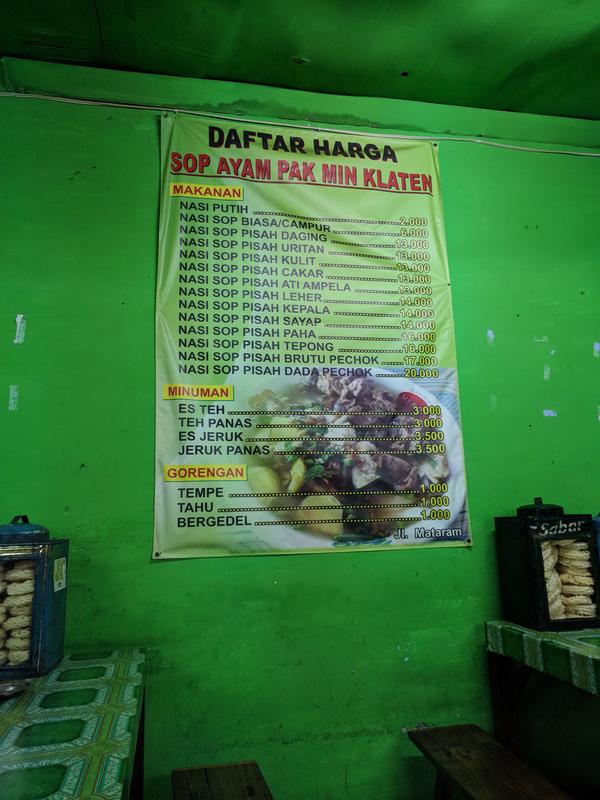 DAFTAR HARGA
SOP AYAM PAK MIN KLATEN
MAKANAN
NASI PUTIH 2.000
NASI SOP BIASA/CAMPUR 6.000
NASI SOP PISAH DAGING 13.000
NASI SOP PISAH URITAN 13.000
NASI SOP PISAH KULIT 13.000
NASI SOP PISAH CAKAR 13.000
NASI SOP PISAH ATI AMPELA 13.000
NASI SOP PISAH LEHER 14.000
NASI SOP PISAH KEPALA 14.000
NASI SOP PISAH SAYAP 14.000
NASI SOP PISAH PAHA 16.000
NASI SOP PISAH TEPONG 16.000
NASI SOP PISAH BRUTU PECHOK 17.000
NASI SOP PISAH DADA PECHOK 20.000
MINUMAN
ES TEH 3.000
TEH PANAS 3.000
ES JERUK 3.500
JERUK PANAS 3.500
GORENGAN
TEMPE 1.000
TAHU 1.000
BERGEDEL 1.000
Jl. Mataram
Sabar